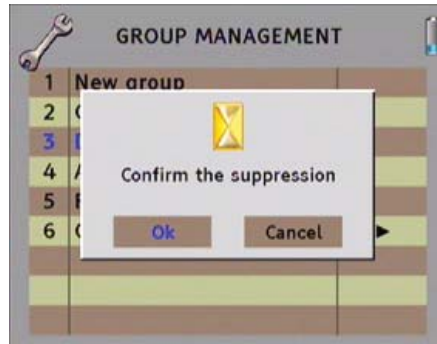 GROUP MANAGEMENT
1 New group
2
3
4
5
6
Confirm the suppression
Ok Cancel